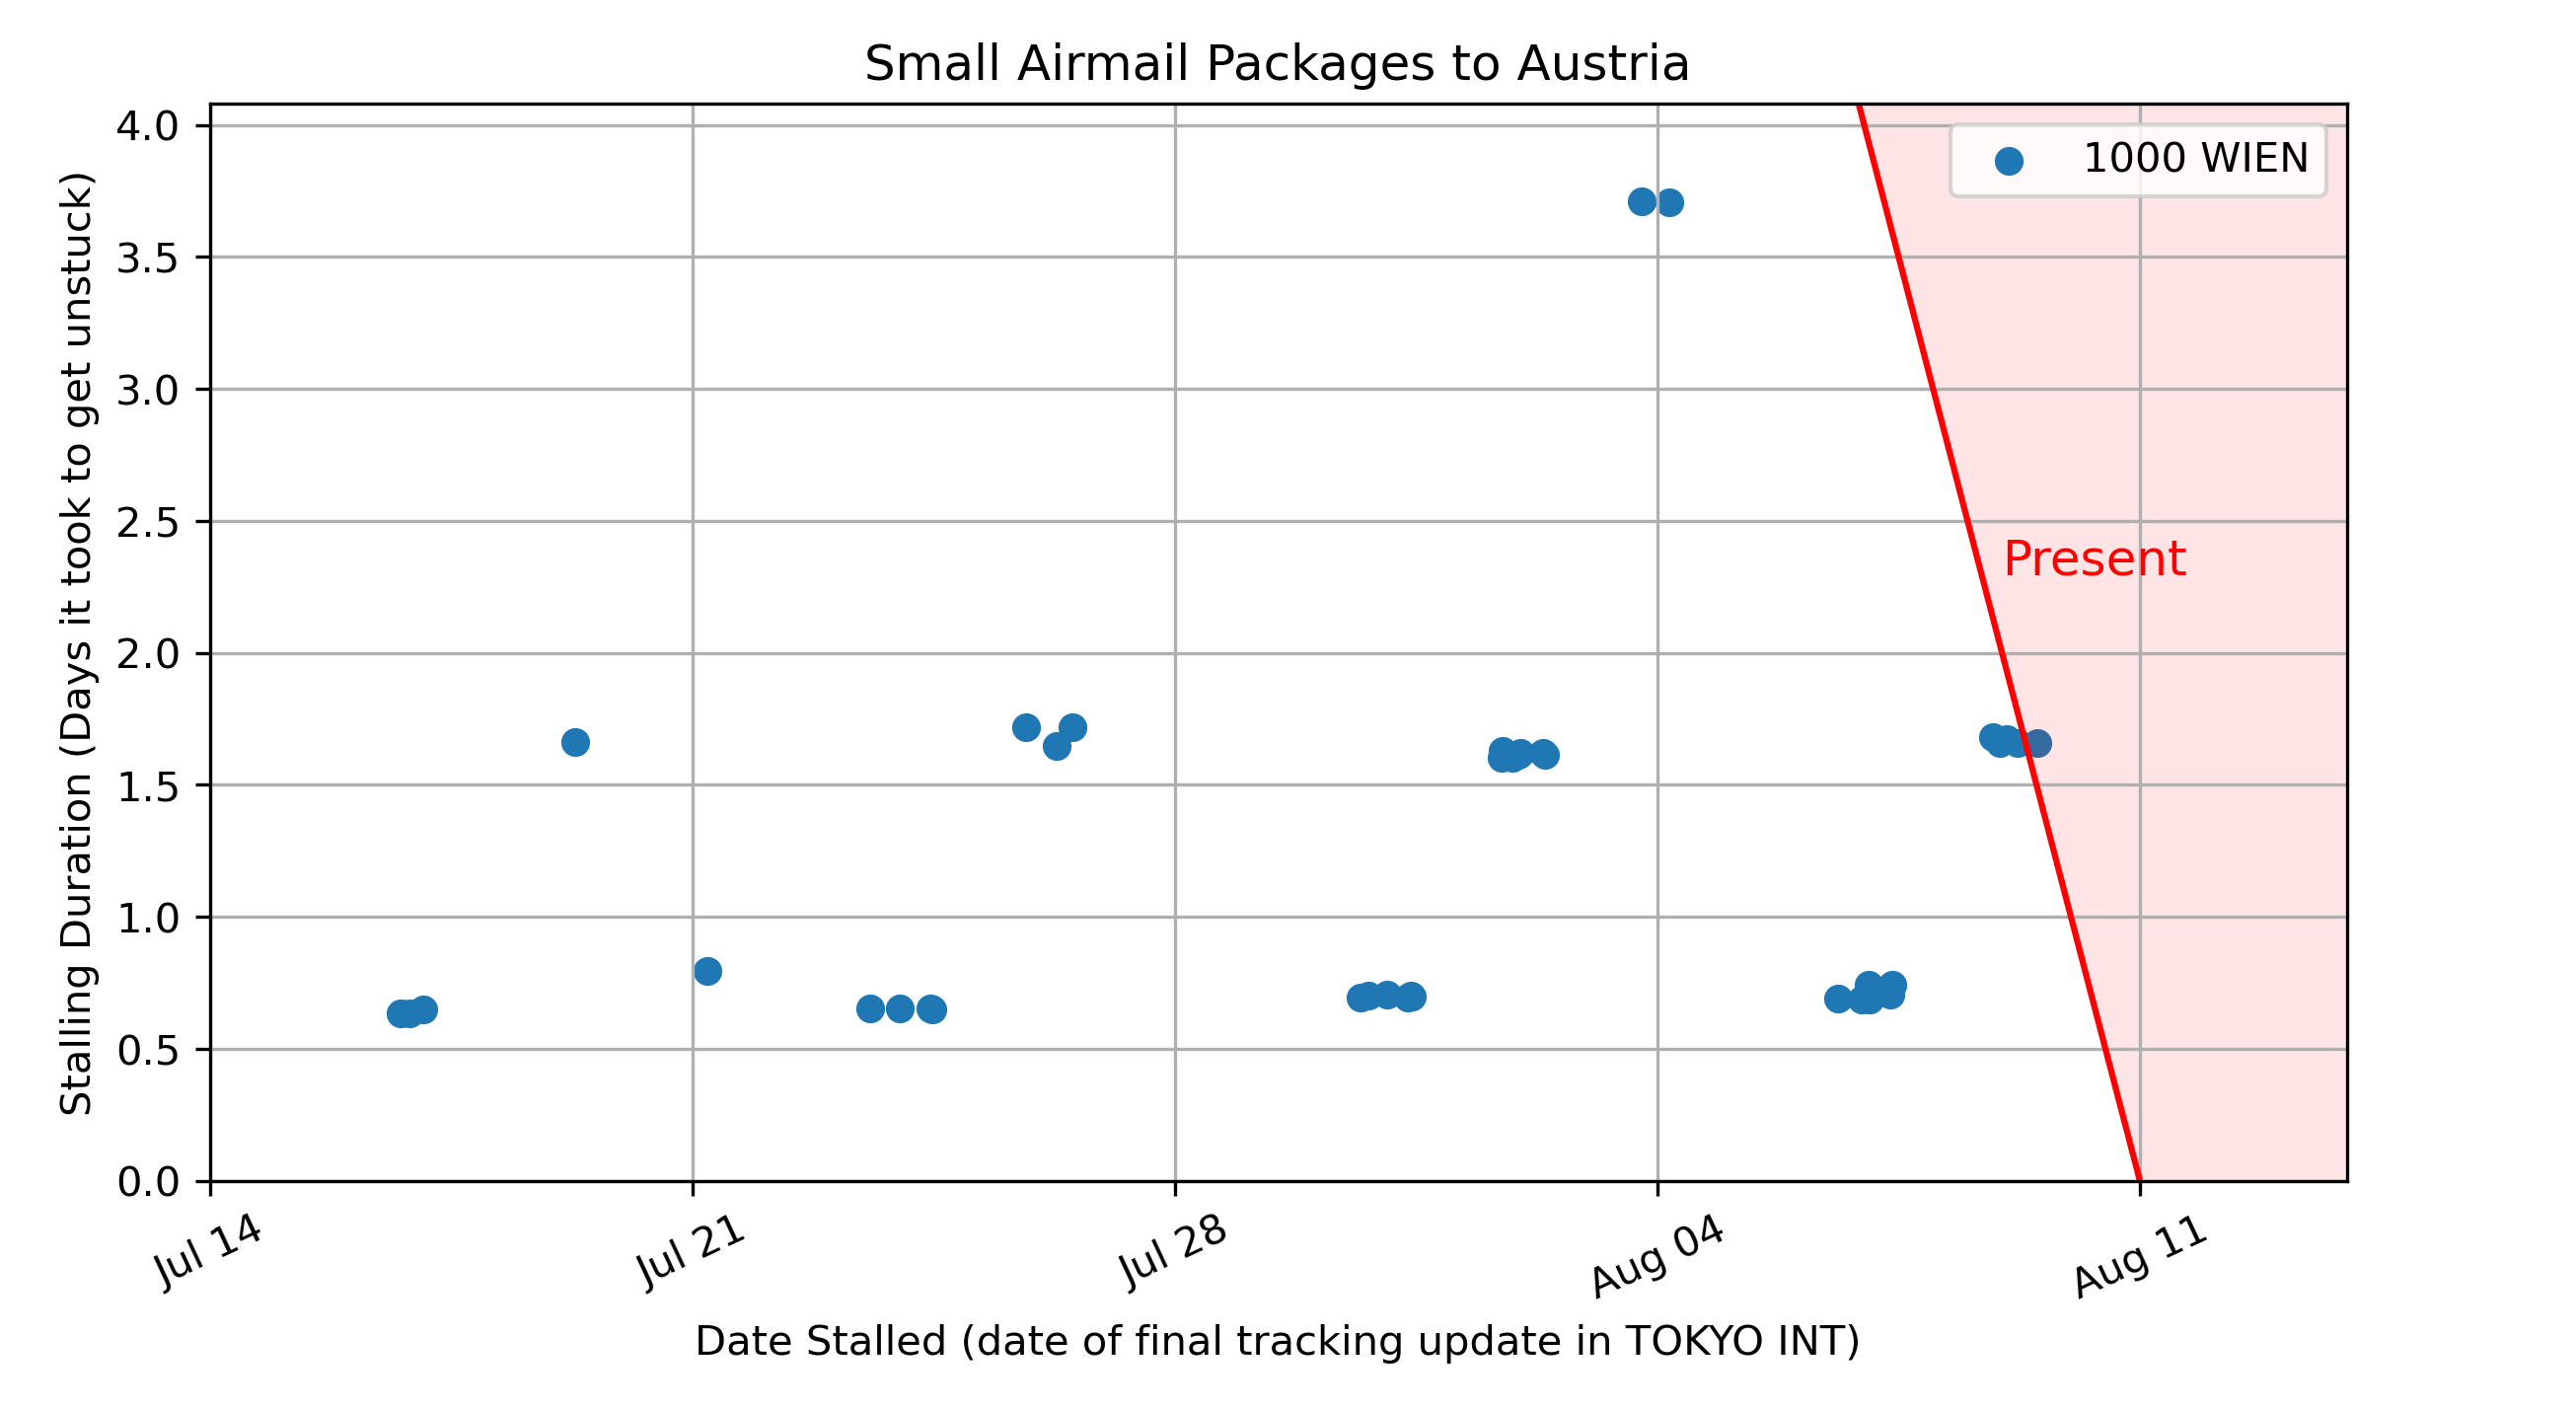 Small Airmail Packages to Austria
4.0
3.5
3.0
2.5
2.0
1.5
1.0
0.5
0.0
Stalling Duration (Days it took to get unstuck)
1000 WIEN
Present
Jul 14
Jul 21
Jul 28
Aug 04
Aug 11
Date Stalled (date of final tracking update in TOKYO INT)